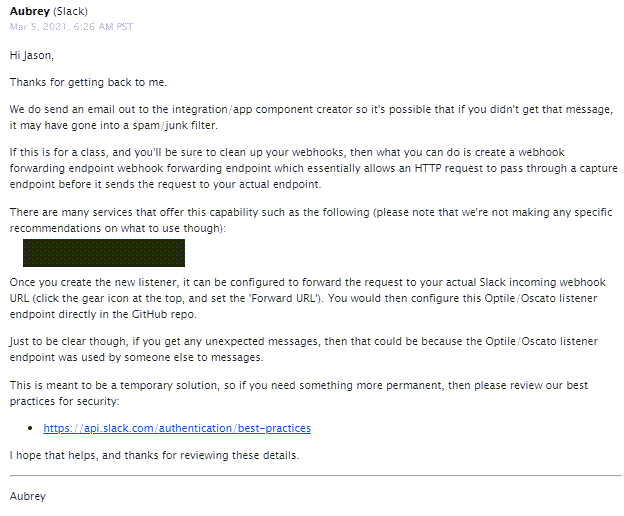 Aubrey (Slack)
Mar 5, 2021, 6:26 AM PST
Hi Jason,
Thanks for getting back to me.
We do send an email out to the integration/app component creator so it's possible that if you didn't get that message,
it may have gone into a spam/junk filter.
If this is for a class, and you'll be sure to clean up your webhooks, then what you can do is create a webhook
forwarding endpoint webhook forwarding endpoint which essentially allows an HTTP request to pass through a capture
endpoint before it sends the request to your actual endpoint.
There are many services that offer this capability such as the following (please note that we're not making any specific
recommendations on what to use though):
Once you create the new listener, it can be configured to forward the request to your actual Slack incoming webhook
URL (click the gear icon at the top, and set the 'Forward URL'). You would then configure this Optile/Oscato listener
endpoint directly in the GitHub repo.
Just to be clear though, if you get any unexpected messages, then that could be because the Optile/Oscato listener
endpoint was used by someone else to messages.
This is meant to be a temporary solution, so if you need something more permanent, then please review our best
practices for security:
• https://api.slack.com/authentication/best-practices
I hope that helps, and thanks for reviewing these details.
Aubrey